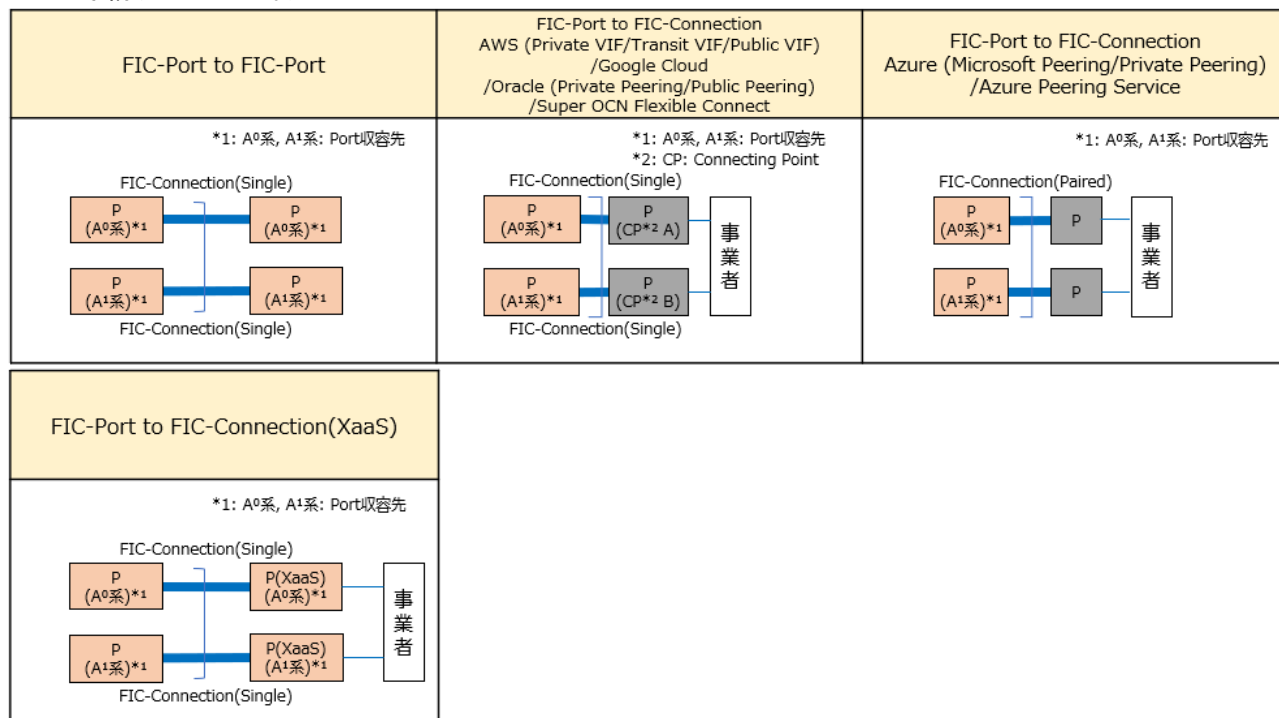 FIC-Port to FIC-Port
FIC-Port to FIC-Connection
AWS (Private VIF/Transit VIF/Public VIF)
/Google Cloud
/Oracle (Private Peering/Public Peering)
/Super OCN Flexible Connect
FIC-Port to FIC-Connection
Azure (Microsoft Peering/Private Peering)
/Azure Peering Service
*1: A⁰系, A¹系: Port収容先
FIC-Connection(Single)
P
(A⁰系)*¹
P
(A⁰系)*¹
P
(A¹系)*¹
P
(A¹系)*¹
FIC-Connection(Single)
*1: A⁰系, A¹系: Port収容先
*2: CP: Connecting Point
FIC-Connection(Single)
P
(A⁰系)*¹
P
(CP*² A)
P
(A¹系)*¹
P
(CP*² B)
事業者
FIC-Connection(Single)
*1: A⁰系, A¹系: Port収容先
FIC-Connection(Paired)
P
(A⁰系)*¹
P
P
(A¹系)*¹
P
事業者
FIC-Port to FIC-Connection(XaaS)
*1: A⁰系, A¹系: Port収容先
FIC-Connection(Single)
P
(A⁰系)*¹
P(XaaS)
(A⁰系)*¹
P
(A¹系)*¹
P(XaaS)
(A¹系)*¹
事業者
FIC-Connection(Single)